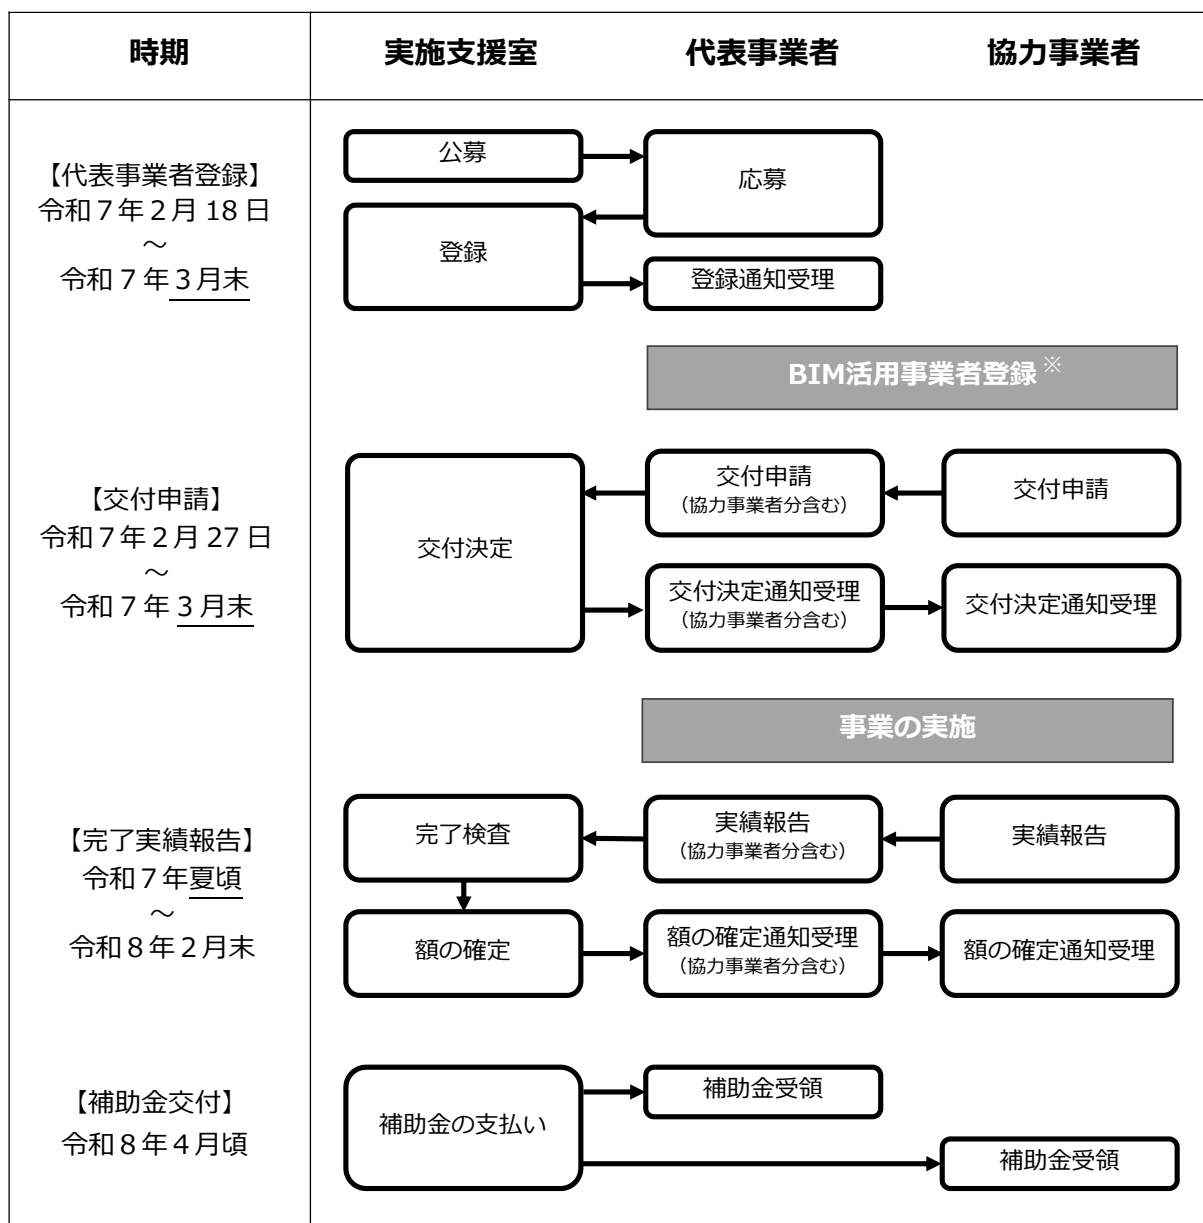 時期
実施支援室
代表事業者
協力事業者
【代表事業者登録】
令和７年２月 18 日
～
令和７年３月末
公募
応募
登録
登録通知受理
BIM活用事業者登録※
【交付申請】
令和７年２月 27 日
～
令和７年３月末
交付決定
交付申請
（協力事業者分含む）
交付申請
交付決定通知受理
（協力事業者分含む）
交付決定通知受理
事業の実施
【完了実績報告】
令和７年夏頃
～
令和８年２月末
完了検査
実績報告
（協力事業者分含む）
実績報告
額の確定
額の確定通知受理
（協力事業者分含む）
額の確定通知受理
【補助金交付】
令和８年４月頃
補助金の支払い
補助金受領
補助金受領